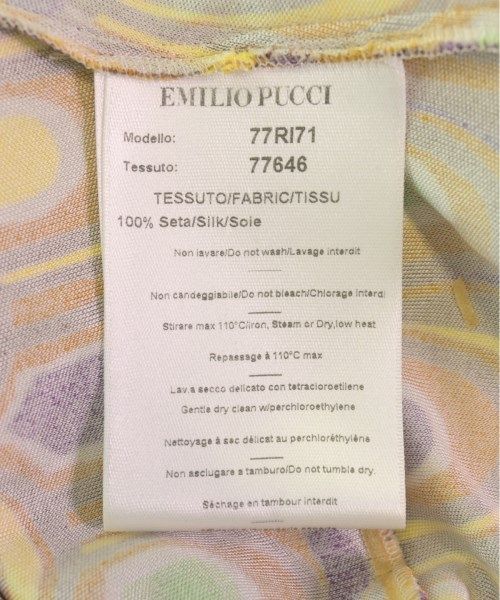 EMILIO PUCCI
Modello: 77RI71
Tessuto: 77646
TESSUTO/FABRIC/TISSU
100% Seta/Silk/Soie
Non lavare/Do not wash/Lavage interdit
Non candeggiabile/Do not bleach/Chlorage interdi
Stirare max 110°C/iron, Steam or Dry,low heat
Repassage à 110°C max
Lav.a secco delicato con tetracloroetilene
Gentle dry clean w/perchloroethylene
Nettoyage à sec délicat au perchloréthylène
Non asciugare a tamburo/Do not tumble dry.
Séchage en tambour interdit